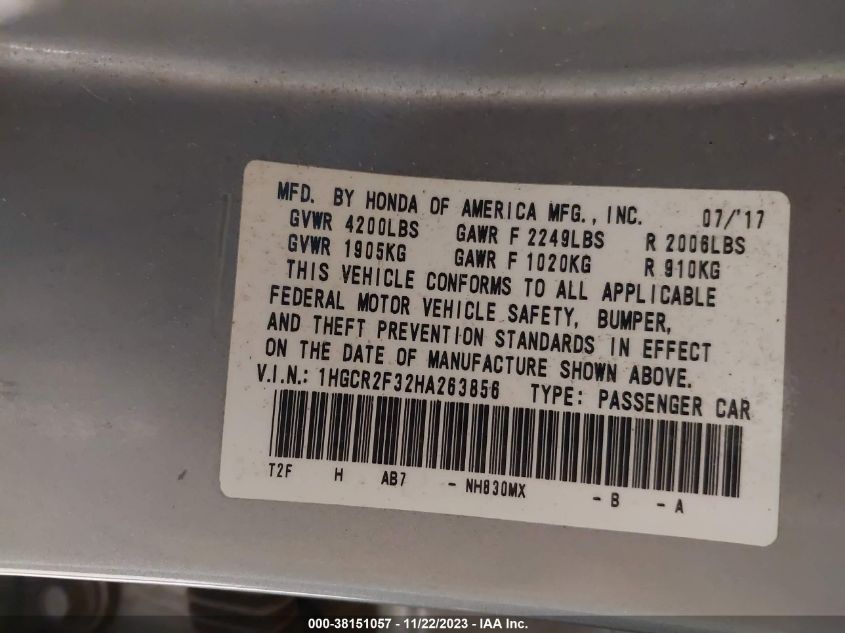 MFD. BY HONDA OF AMERICA MFG., INC. 07/'17
GVWR 4200LBS GAWR F 2249LBS R 2006LBS
GVWR 1905KG GAWR F 1020KG R 910KG
THIS VEHICLE CONFORMS TO ALL APPLICABLE
FEDERAL MOTOR VEHICLE SAFETY, BUMPER,
AND THEFT PREVENTION STANDARDS IN EFFECT
ON THE DATE OF MANUFACTURE SHOWN ABOVE.
V.I.N.: 1HGCR2F32HA263856 TYPE: PASSENGER CAR
T2F H AB7 - NH830MX - B - A
000-38151057 - 11/22/2023 - IAA Inc.